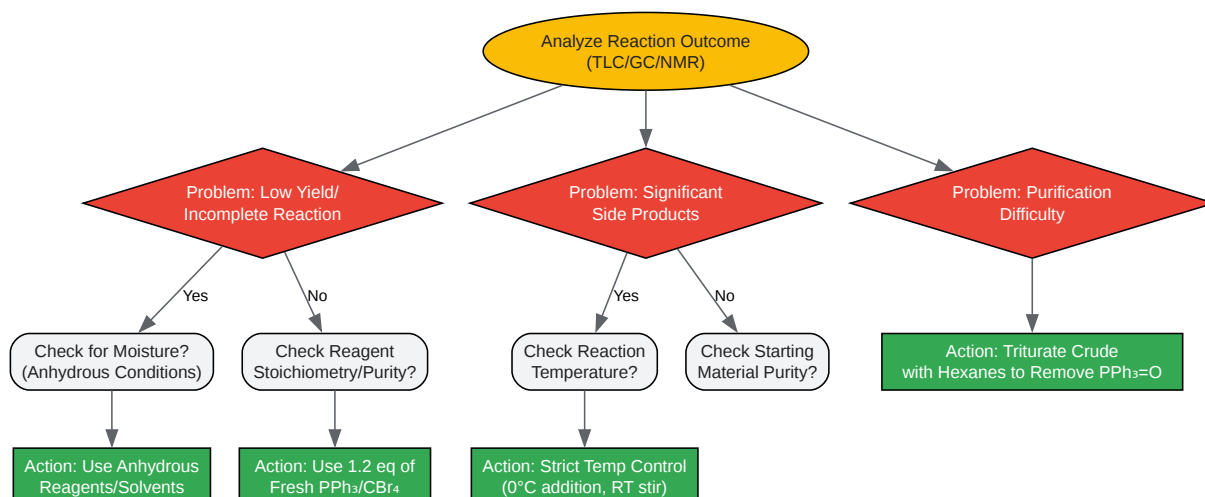 Analyze Reaction Outcome
(TLC/GC/NMR)
Problem: Low Yield/
Incomplete Reaction
Problem: Significant
Side Products
Problem: Purification
Difficulty
Yes
No
Yes
No
Check for Moisture?
(Anhydrous Conditions)
Check Reagent
Stoichiometry/Purity?
Check Reaction
Temperature?
Check Starting
Material Purity?
Action: Triturate Crude
with Hexanes to Remove PPh₃=O
Action: Use Anhydrous
Reagents/Solvents
Action: Use 1.2 eq of
Fresh PPh₃/CBr₄
Action: Strict Temp Control
(0°C addition, RT stir)